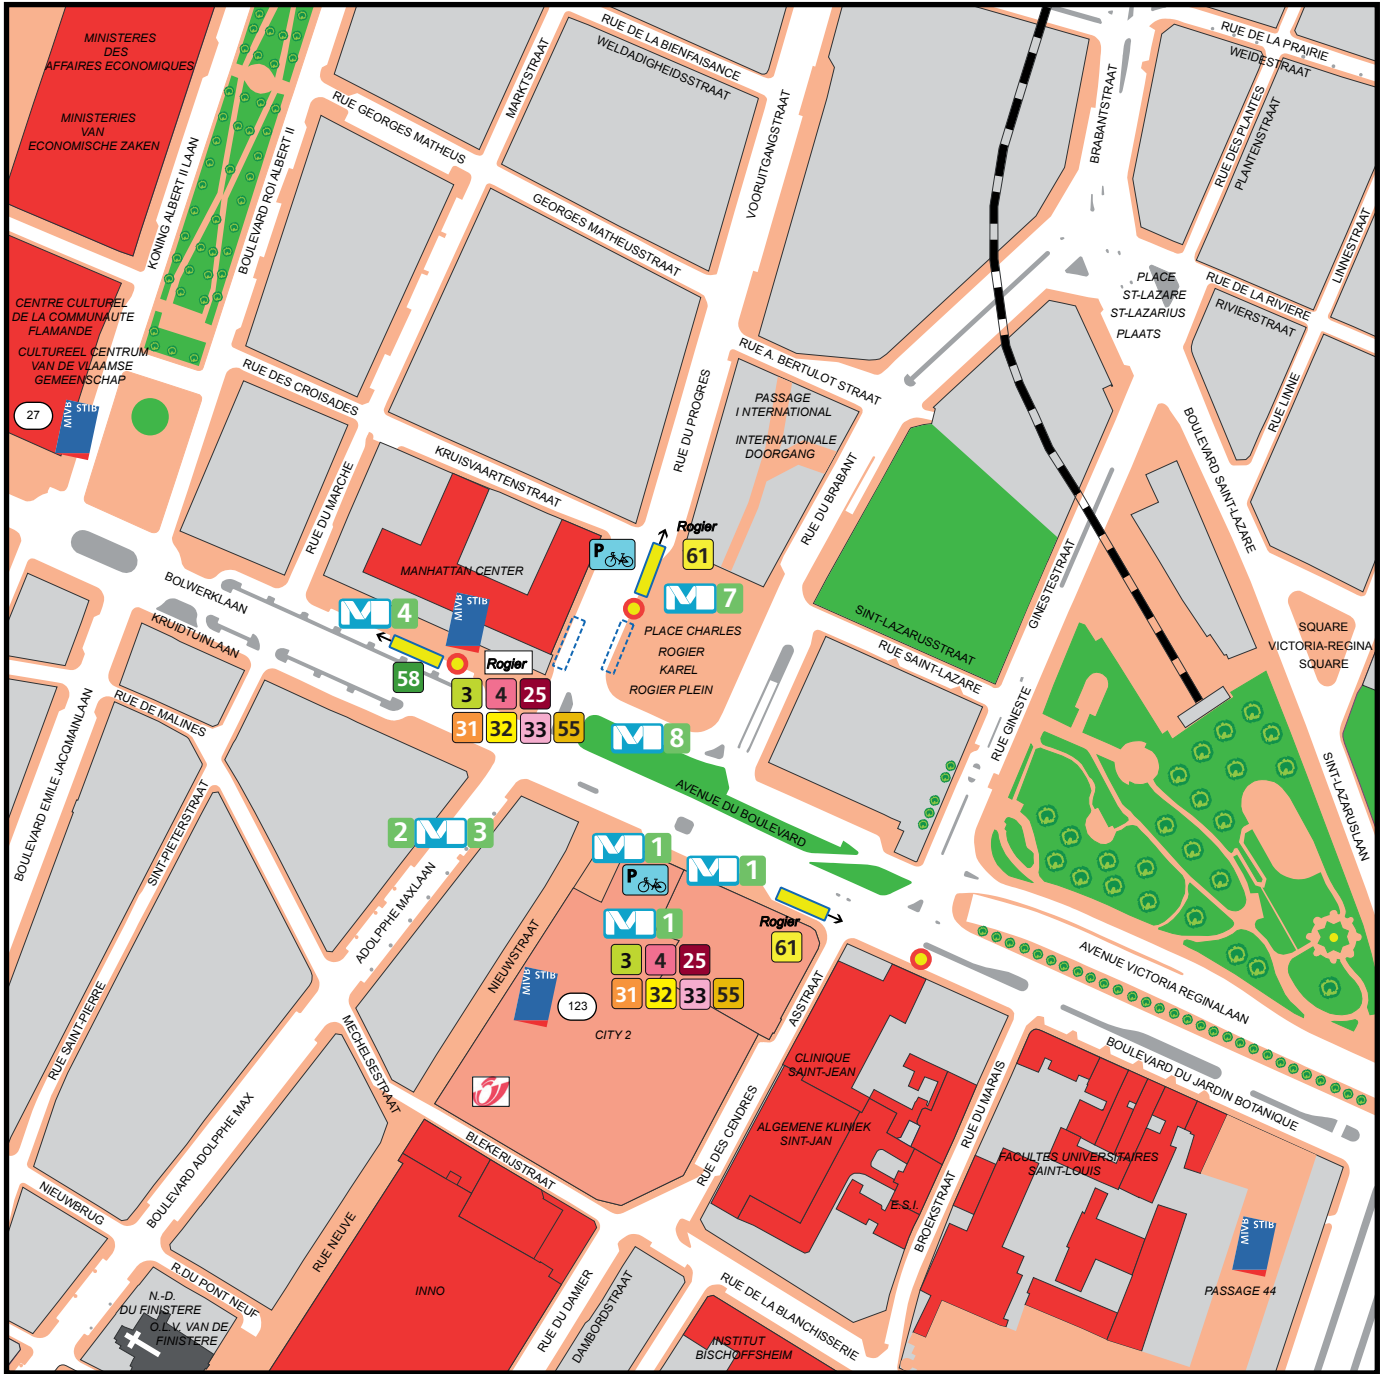 MINISTERES
DES
AFFAIRES ECONOMIQUES
MINISTERIES
VAN
ECONOMISCHE ZAKEN
KONING ALBERT II LAAN
BOULEVARD ROI ALBERT II
RUE GEORGES MATHEUS
MARKTSTRAAT
RUE DE LA BIENFAISANCE
WELDADIGHEIDSSTRAAT
VOORUITGANGSTRAAT
GEORGES MATHEUSSTRAAT
BRABANTSTRAAT
RUE DE LA PRAIRIE
WEIDESTRAAT
RUE DES PLANTES
PLANTENSTRAAT
LINNESTRAAT
PLACE
ST-LAZARE
ST-LAZARIUS
PLAATS
RUE DE LA RIVIERE
RIVIERSTRAAT
RUE LINNE
CENTRE CULTUREL
DE LA COMMUNAUTE
FLAMANDE
CULTUREEL CENTRUM
VAN DE VLAAMSE
GEMEENSCHAP
27
MIVB STIB
RUE DES CROISADES
KRUISVAARTENSTRAAT
RUE DU MARCHE
RUE DU PROGRES
RUE A. BERTULOT STRAAT
PASSAGE
I NTERNATIONAL
INTERNATIONALE
DOORGANG
RUE DU BRABANT
BOULEVARD SAINT-LAZARE
GINESTESTRAAT
MANHATTAN CENTER
P
Rogier
61
M 7
M 4
MIVB STIB
58
Rogier
3 4 25
31 32 33 55
PLACE CHARLES
ROGIER
KAREL
ROGIER PLEIN
SINT-LAZARUSSTRAAT
RUE SAINT-LAZARE
RUE GINESTE
SQUARE
VICTORIA-REGINA
SQUARE
SINT-LAZARUSLAAN
BOLWERKLAAN
KRUIDTUINLAAN
RUE DE MALINES
BOULEVARD EMILE JACQMAINLAAN
SINT-PIETERSTRAAT
RUE SAINT-PIERRE
M 8
AVENUE DU BOULEVARD
2 M 3
ADOLPPHE MAXLAAN
M 1
P
M 1
M 1
3 4 25
31 32 33 55
Rogier
61
NIEUWSTRAAT
MIVB STIB
123
CITY 2
ASSTRAAT
AVENUE VICTORIA REGINALAAN
BOULEVARD DU JARDIN BOTANIQUE
MECHELSESTRAAT
BOULEVARD ADOLPPHE MAX
BLEKERIJSTRAAT
RUE DES CENDRES
CLINIQUE
SAINT-JEAN
ALGEMENE KLINIEK
SINT-JAN
E.S.I.
RUE DU MARAIS
BROEKSTRAAT
FACULTES UNIVERSITAIRES
SAINT-LOUIS
MIVB STIB
PASSAGE 44
NIEUWBRUG
R.DU PONT NEUF
RUE NEUVE
N.-D.
DU FINISTERE
O.L.V. VAN DE
FINISTERE
INNO
RUE DU DAMIER
DAMBORDSTRAAT
RUE DE LA BLANCHISSERIE
INSTITUT
BISCHOFFSHEIM